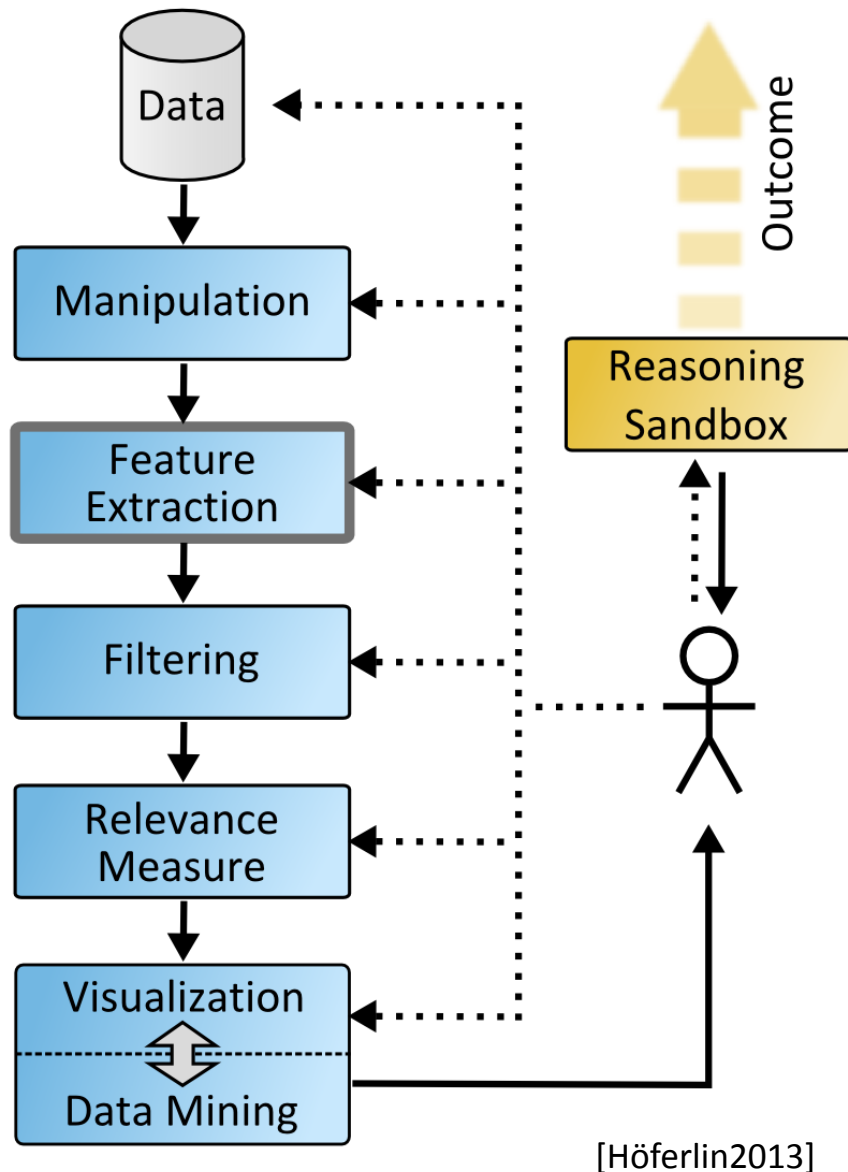 Data
Manipulation
Feature
Extraction
Filtering
Relevance
Measure
Visualization
Data Mining
Outcome
Reasoning
Sandbox
[Höferlin2013]